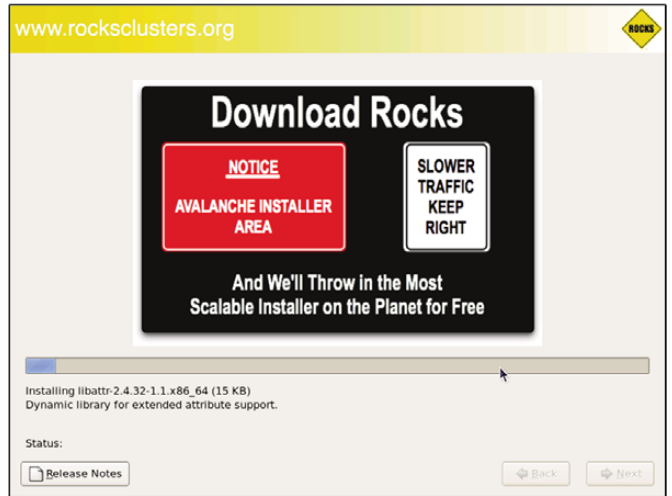 www.rocksclusters.org
ROCKS
Download Rocks
NOTICE
AVALANCHE INSTALLER
AREA
SLOWER
TRAFFIC
KEEP
RIGHT
And We'll Throw in the Most
Scalable Installer on the Planet for Free
Installing libattr-2.4.32-1.1.x86_64 (15 KB)
Dynamic library for extended attribute support.
Status:
Release Notes
Back
Next